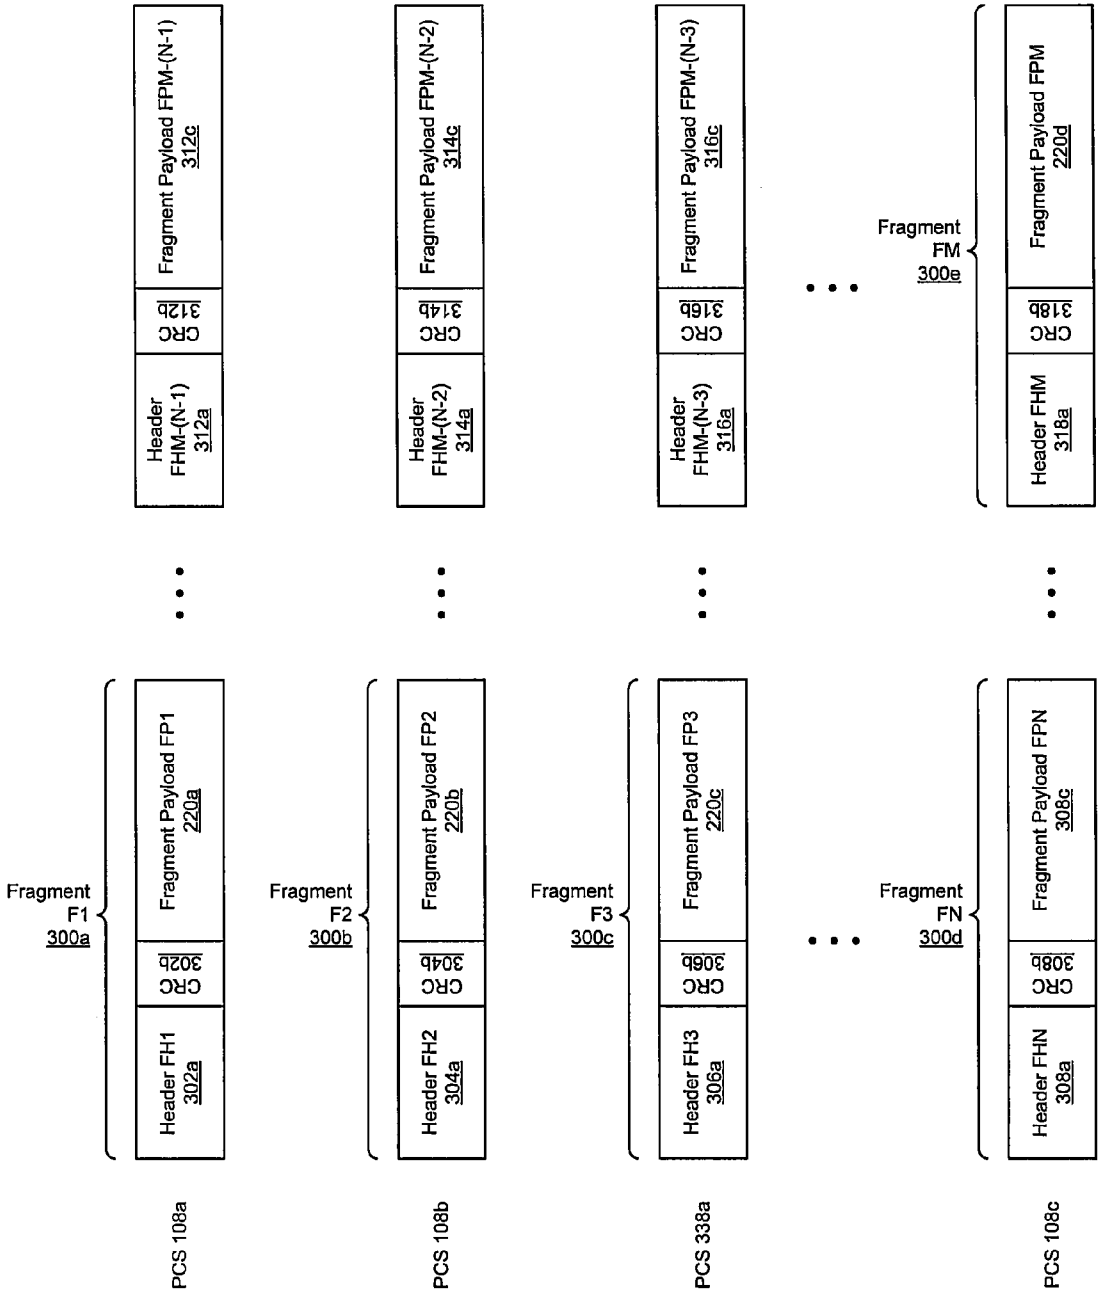 Fragment
F1
300a
PCS 108a
Header FH1
302a
CRC
302b
Fragment Payload FP1
220a
• • •
Header
FHM-(N-1)
312a
CRC
312b
Fragment Payload FPM-(N-1)
312c
Fragment
F2
300b
PCS 108b
Header FH2
304a
CRC
304b
Fragment Payload FP2
220b
• • •
Header
FHM-(N-2)
314a
CRC
314b
Fragment Payload FPM-(N-2)
314c
Fragment
F3
300c
PCS 338a
Header FH3
306a
CRC
306b
Fragment Payload FP3
220c
• • •
Header
FHM-(N-3)
316a
CRC
316b
Fragment Payload FPM-(N-3)
316c
• • •
• • •
Fragment
FN
300d
Fragment
FM
300e
PCS 108c
Header FHN
308a
CRC
308b
Fragment Payload FPN
308c
• • •
Header FHM
318a
CRC
318b
Fragment Payload FPM
220d